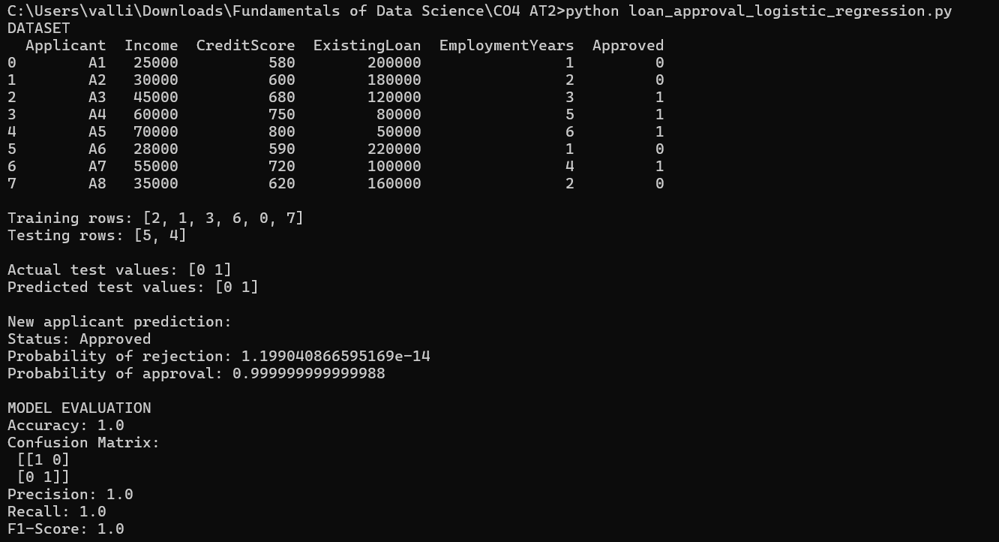 C:\Users\valli\Downloads\Fundamentals of Data Science\CO4 AT2>python loan_approval_logistic_regression.py
DATASET
  Applicant  Income  CreditScore  ExistingLoan  EmploymentYears  Approved
0        A1   25000          580        200000                1         0
1        A2   30000          600        180000                2         0
2        A3   45000          680        120000                3         1
3        A4   60000          750         80000                5         1
4        A5   70000          800         50000                6         1
5        A6   28000          590        220000                1         0
6        A7   55000          720        100000                4         1
7        A8   35000          620        160000                2         0

Training rows: [2, 1, 3, 6, 0, 7]
Testing rows: [5, 4]

Actual test values: [0 1]
Predicted test values: [0 1]

New applicant prediction:
Status: Approved
Probability of rejection: 1.199040866595169e-14
Probability of approval: 0.999999999999988

MODEL EVALUATION
Accuracy: 1.0
Confusion Matrix:
 [[1 0]
 [0 1]]
Precision: 1.0
Recall: 1.0
F1-Score: 1.0